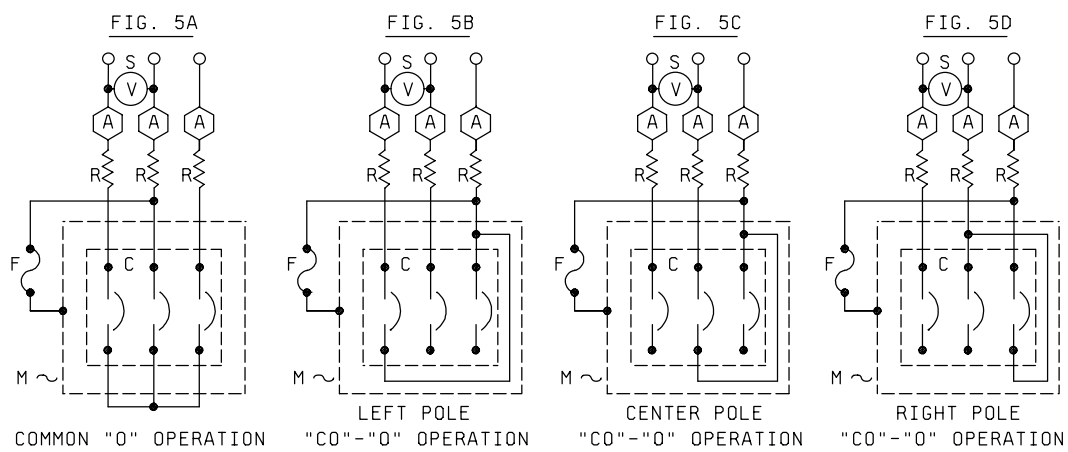 FIG. 5A
S
V
A A A
R R R
F
C
M
COMMON "O" OPERATION
FIG. 5B
S
V
A A A
R R R
F
C
M
LEFT POLE
"CO"-"O" OPERATION
FIG. 5C
S
V
A A A
R R R
F
C
M
CENTER POLE
"CO"-"O" OPERATION
FIG. 5D
S
V
A A A
R R R
F
C
M
RIGHT POLE
"CO"-"O" OPERATION